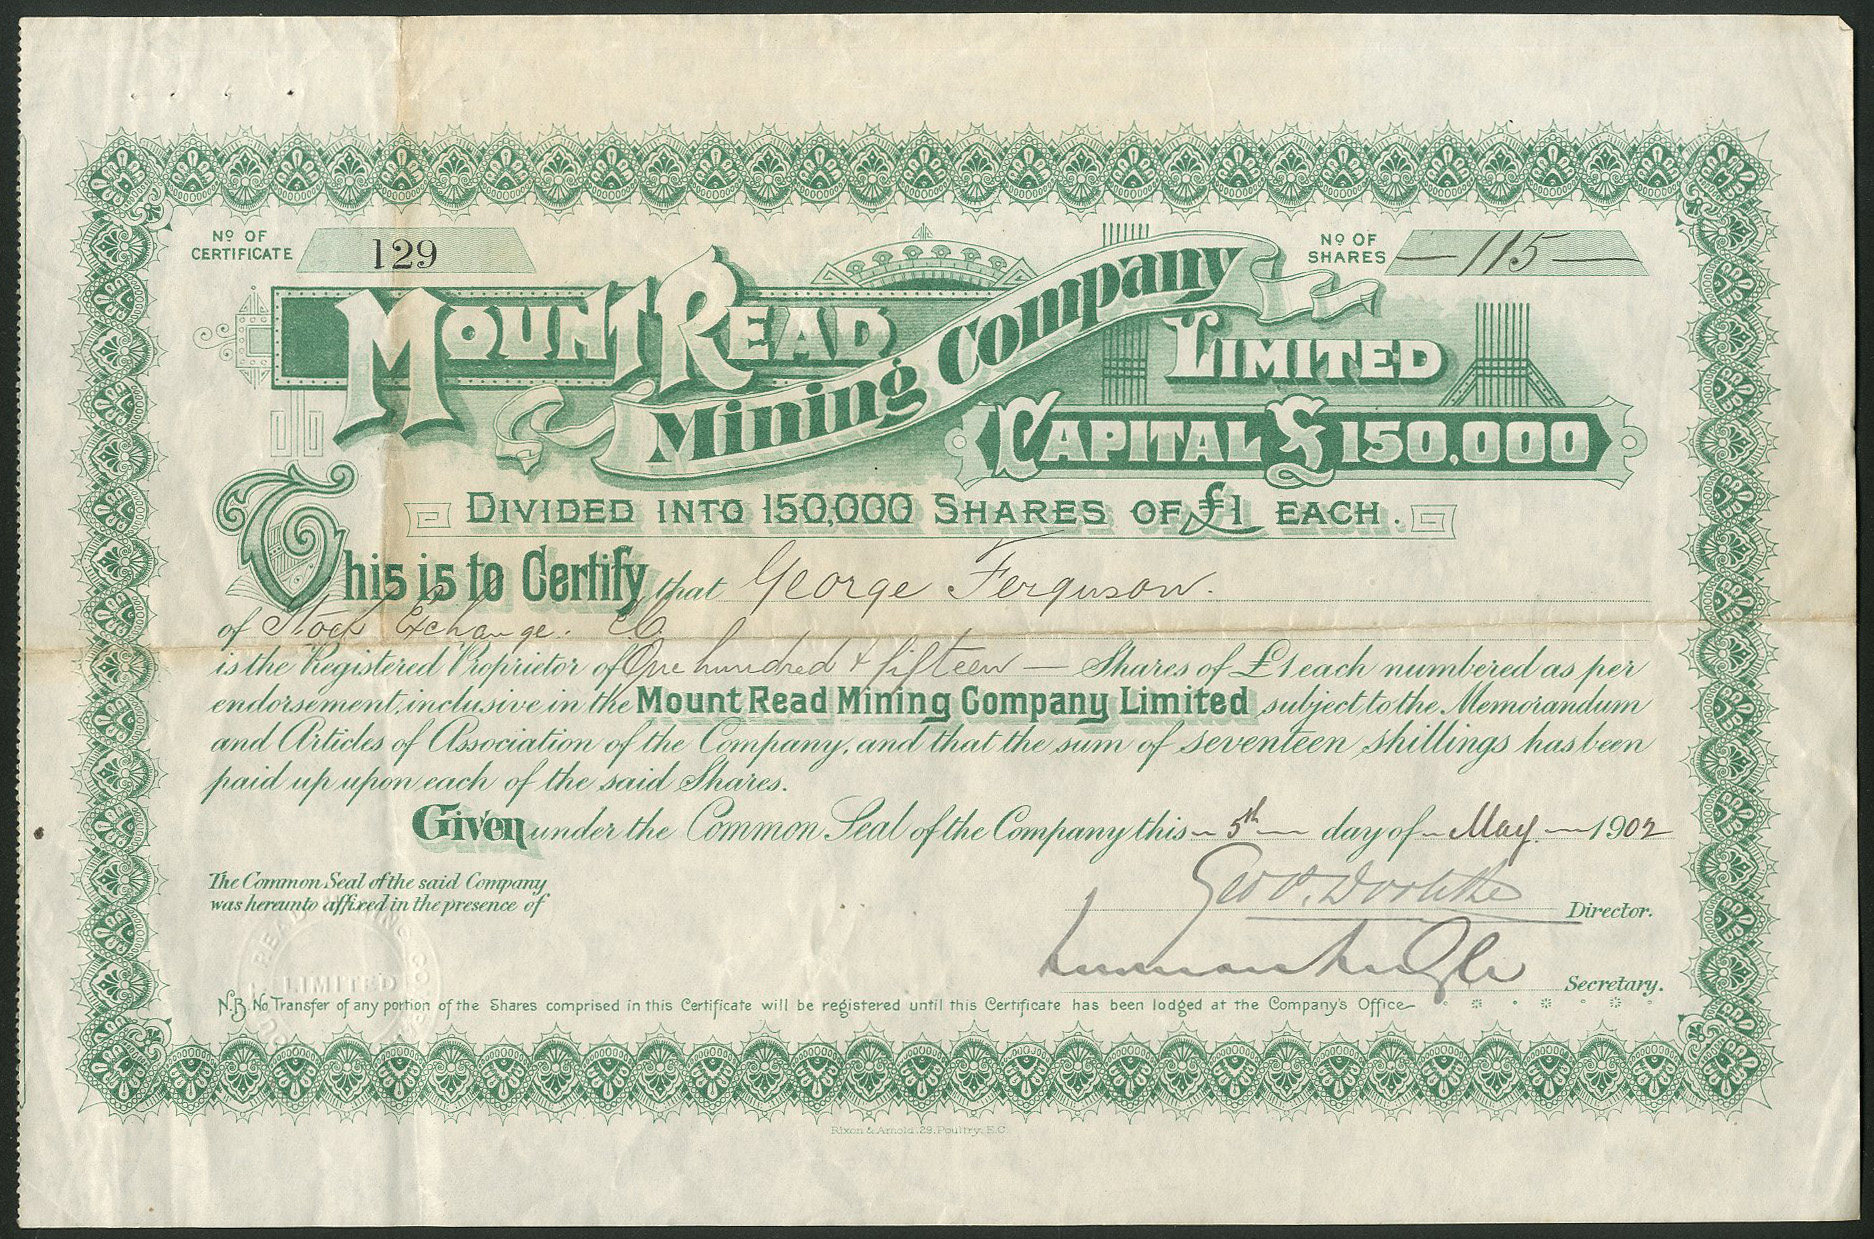 Nº OF CERTIFICATE 129
Nº OF SHARES — 115 —
MOUNT READ
Mining Company
LIMITED
CAPITAL £150,000
DIVIDED INTO 150,000 SHARES OF £1 EACH.
This is to Certify that George Ferguson.
of Stock Exchange. E.C.
is the Registered Proprietor of One hundred & fifteen — Shares of £1 each numbered as per
endorsement, inclusive in the Mount Read Mining Company Limited subject to the Memorandum
and Articles of Association of the Company, and that the sum of seventeen shillings has been
paid up upon each of the said Shares.
Given under the Common Seal of the Company this 5th day of May 1902
The Common Seal of the said Company
was hereunto affixed in the presence of
Director.
Secretary.
LIMITED
N.B. No Transfer of any portion of the Shares comprised in this Certificate will be registered until this Certificate has been lodged at the Company's Office
Rixon & Arnold. 29, Poultry, E.C.